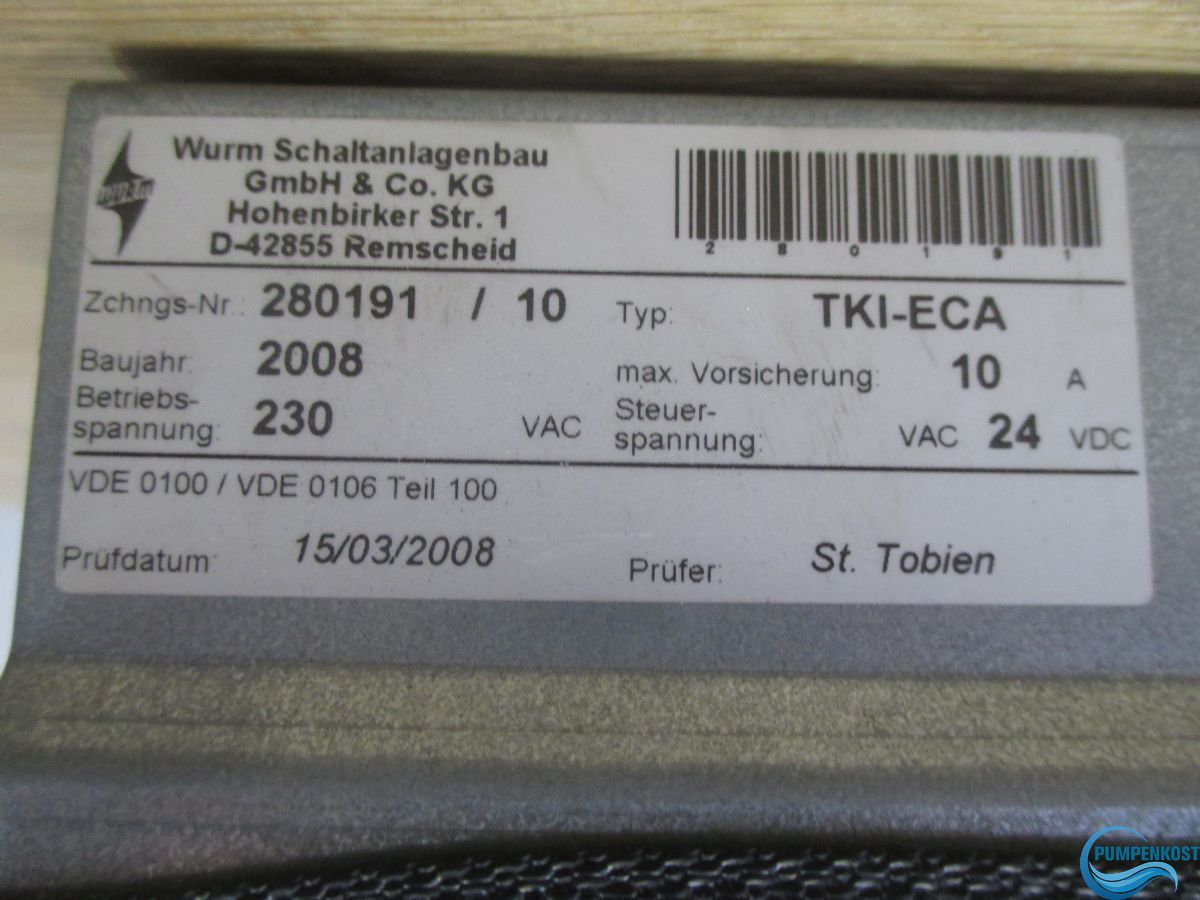 Wurm Schaltanlagenbau
GmbH & Co. KG
Hohenbirker Str. 1
D-42855 Remscheid
280191
Zchngs-Nr.: 280191 / 10 Typ: TKI-ECA
Baujahr: 2008 max. Vorsicherung: 10 A
Betriebs-
spannung: 230 VAC
Steuer-
spannung: VAC 24 VDC
VDE 0100 / VDE 0106 Teil 100
Prüfdatum: 15/03/2008 Prüfer: St. Tobien
PUMPENKOST